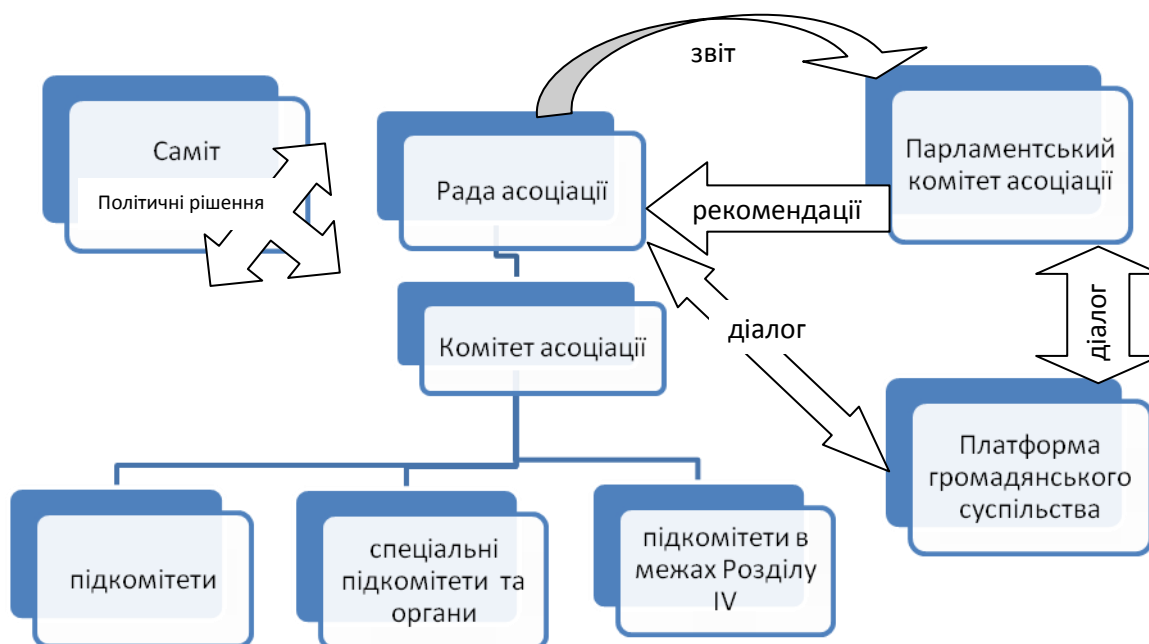 звіт
Саміт
Політичні рішення
Рада асоціації
Парламентський
комітет асоціації
рекомендації
Комітет асоціації
діалог
діалог
Платформа
громадянського
суспільства
підкомітети
спеціальні
підкомітети та
органи
підкомітети в
межах Розділу
IV